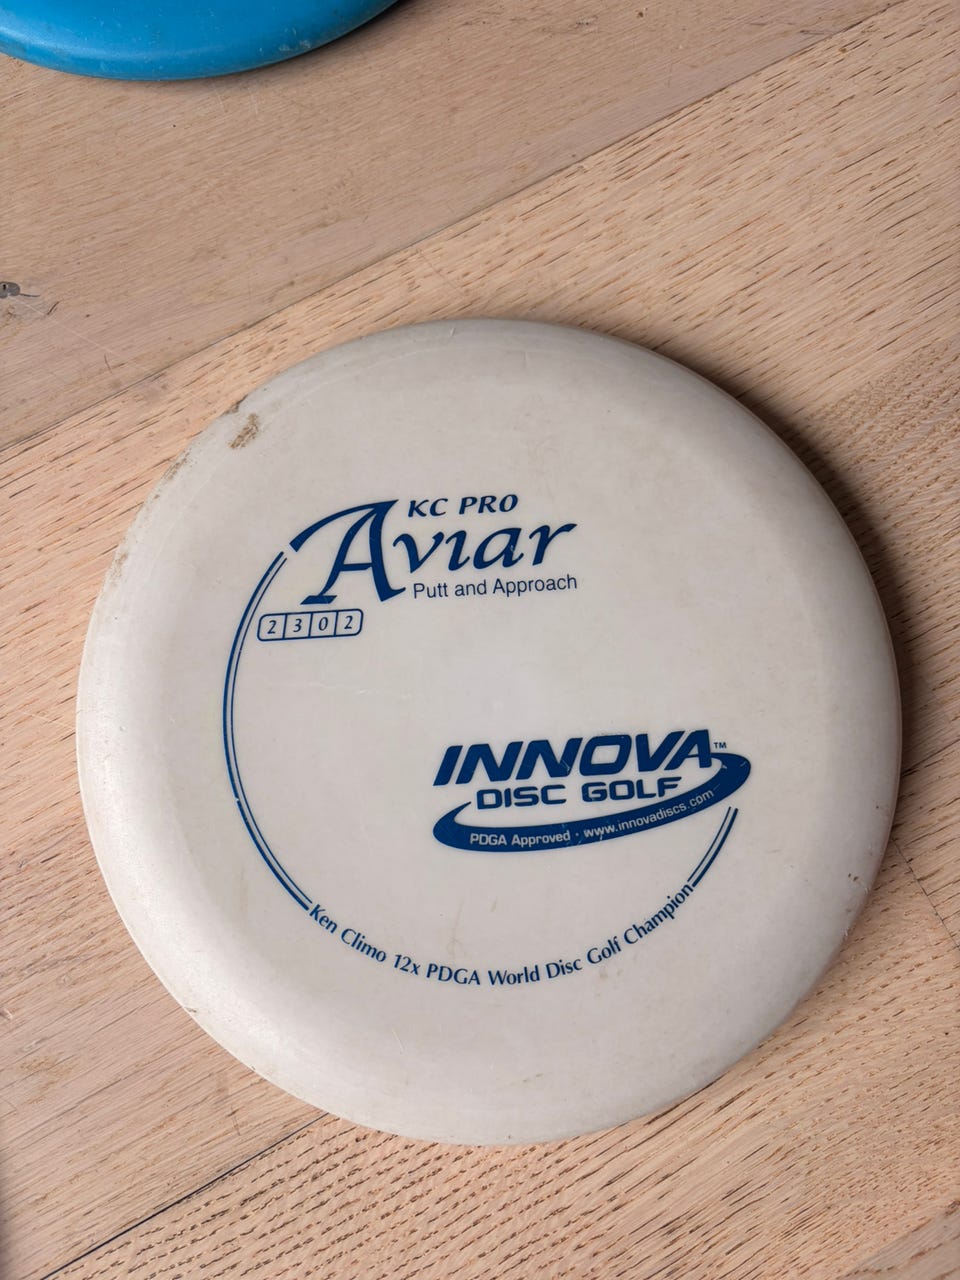 KC PRO
Aviar
Putt and Approach
2 3 0 2
INNOVA™
DISC GOLF
PDGA Approved · www.innovadiscs.com
Ken Climo 12x PDGA World Disc Golf Champion